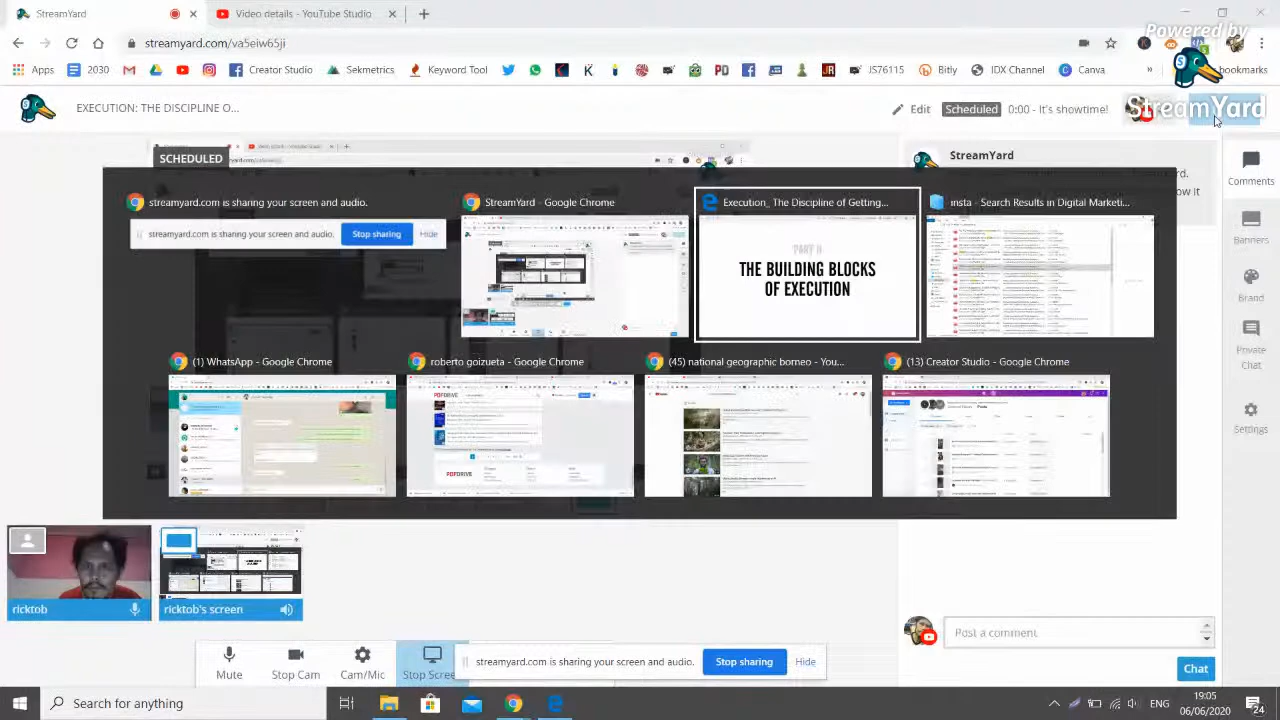 StreamYard
Video details - YouTube Studio
streamyard.com/va5eiw65ji
Powered by
Apps
2030
Creator Studio
Sekmetrics
Keyword Tool
JS76115
Bitly
IDX Channel
Canva
bookmarks
EXECUTION: THE DISCIPLINE O...
Edit
Scheduled
0:00 - It's showtime!
StreamYard
SCHEDULED
StreamYard
Comments
streamyard.com is sharing your screen and audio.
StreamYard - Google Chrome
Execution_ The Discipline of Getting...
insta - Search Results in Digital Marketi...
streamyard.com is sharing your screen and audio.
Stop sharing
THE BUILDING BLOCKS
OF EXECUTION
Banners
Brand
Private
Chat
(1) WhatsApp - Google Chrome
roberto goizueta - Google Chrome
(45) national geographic borneo - You...
(13) Creator Studio - Google Chrome
Settings
PDFDRIVE
PDFDRIVE
ricktob
ricktob's screen
Post a comment
Chat
Mute
Stop Cam
Cam/Mic
Stop Scree
streamyard.com is sharing your screen and audio.
Stop sharing
Hide
Search for anything
ENG
19:05
06/06/2020
24